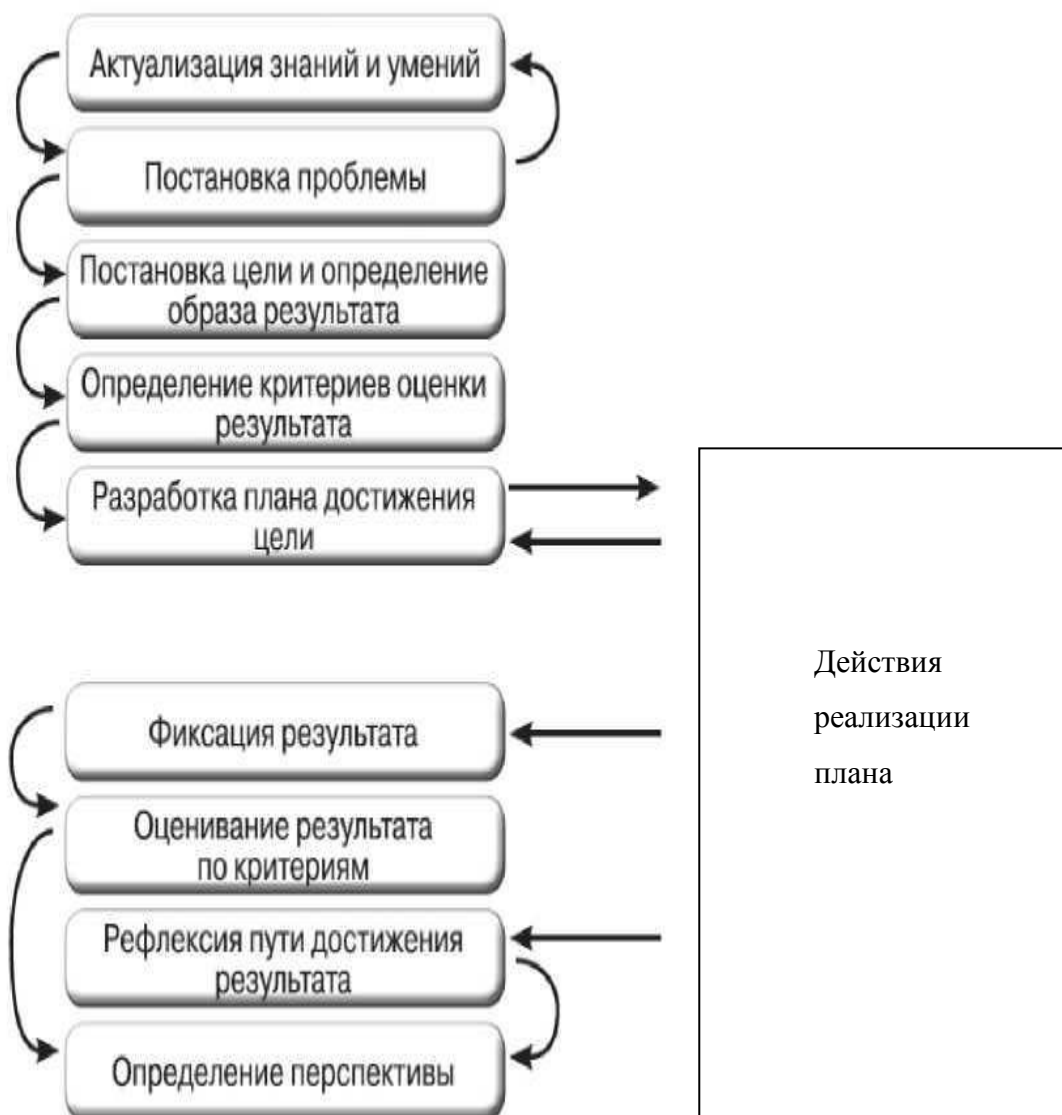 Актуализация знаний и умений
Постановка проблемы
Постановка цели и определение
образа результата
Определение критериев оценки
результата
Разработка плана достижения
цели
Действия
реализации
плана
Фиксация результата
Оценивание результата
по критериям
Рефлексия пути достижения
результата
Определение перспективы